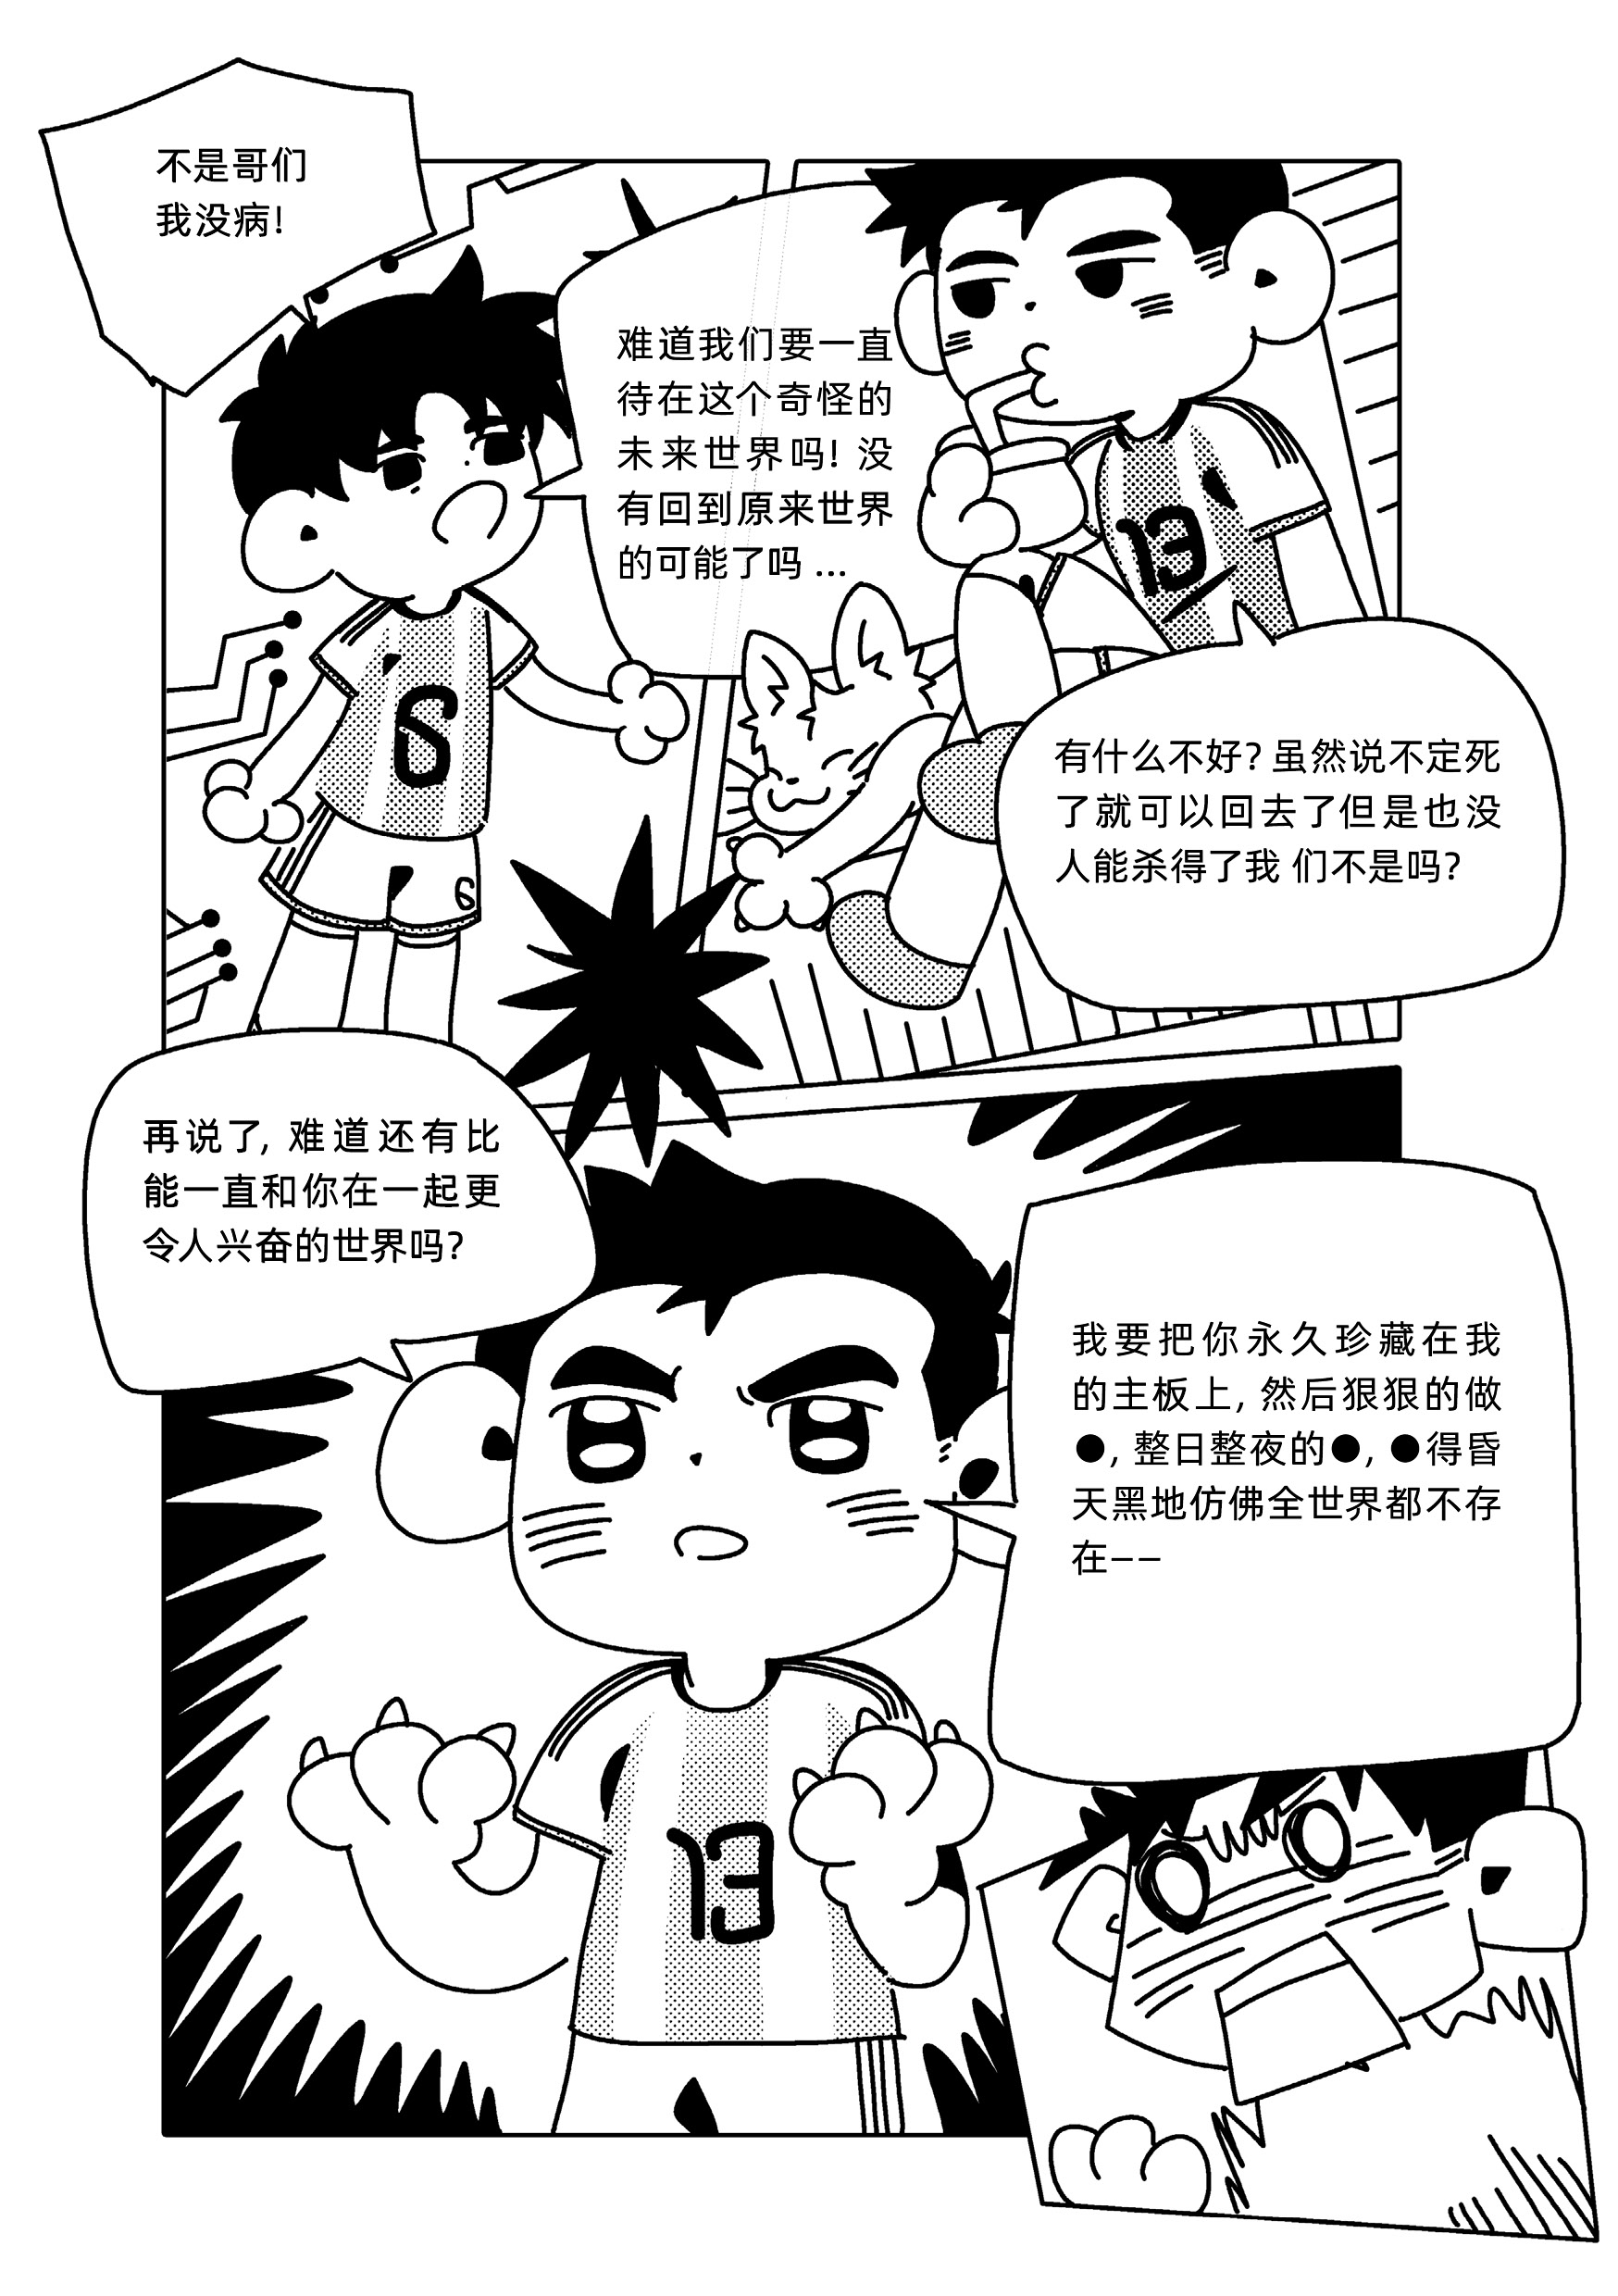 不是哥们
我没病!
难道我们要一直
待在这个奇怪的
未来世界吗! 没
有回到原来世界
的可能了吗 ...
6
6
13
有什么不好? 虽然说不定死
了就可以回去了但是也没
人能杀得了我 们不是吗?
再说了, 难道还有比
能一直和你在一起更
令人兴奋的世界吗?
我要把你永久珍藏在我
的主板上, 然后狠狠的做
●, 整日整夜的●, ●得昏
天黑地仿佛全世界都不存
在——
13